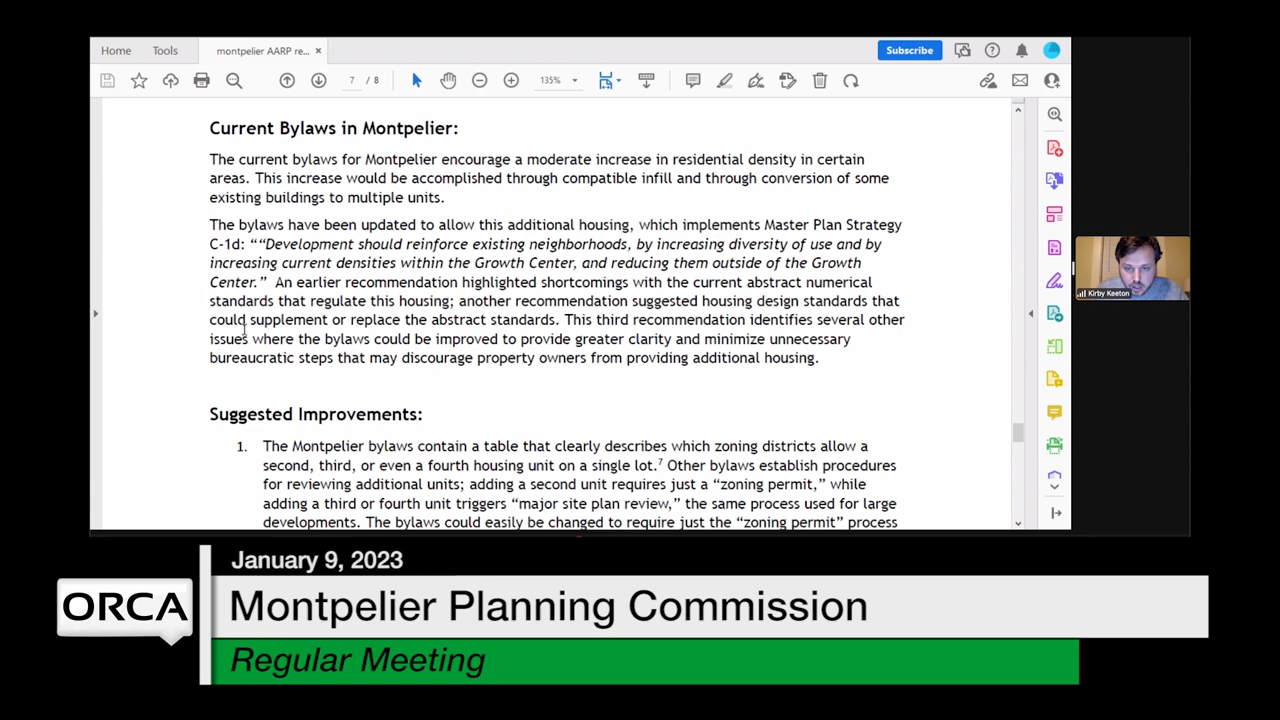 Home Tools montpelier AARP re... × Subscribe
7 / 8 135%
Current Bylaws in Montpelier:
The current bylaws for Montpelier encourage a moderate increase in residential density in certain
areas. This increase would be accomplished through compatible infill and through conversion of some
existing buildings to multiple units.
The bylaws have been updated to allow this additional housing, which implements Master Plan Strategy
C-1d: “““Development should reinforce existing neighborhoods, by increasing diversity of use and by
increasing current densities within the Growth Center, and reducing them outside of the Growth
Center.” An earlier recommendation highlighted shortcomings with the current abstract numerical
standards that regulate this housing; another recommendation suggested housing design standards that
could supplement or replace the abstract standards. This third recommendation identifies several other
issues where the bylaws could be improved to provide greater clarity and minimize unnecessary
bureaucratic steps that may discourage property owners from providing additional housing.
Suggested Improvements:
1. The Montpelier bylaws contain a table that clearly describes which zoning districts allow a
second, third, or even a fourth housing unit on a single lot.7 Other bylaws establish procedures
for reviewing additional units; adding a second unit requires just a “zoning permit,” while
adding a third or fourth unit triggers “major site plan review,” the same process used for large
developments. The bylaws could easily be changed to require just the “zoning permit” process
Kirby Keeton
January 9, 2023
ORCA
Montpelier Planning Commission
Regular Meeting